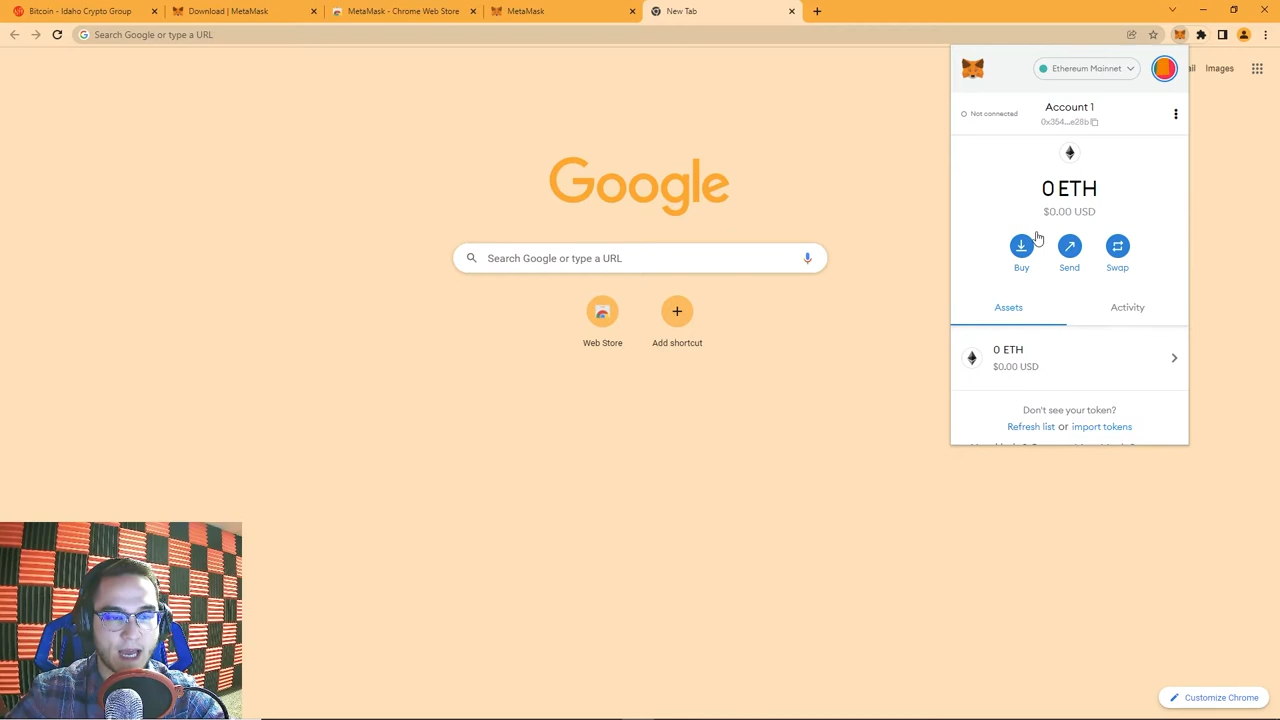 Bitcoin - Idaho Crypto Group
Download | MetaMask
MetaMask - Chrome Web Store
MetaMask
New Tab
Search Google or type a URL
Images
Ethereum Mainnet
Not connected
Account 1
0x354...e28b
0 ETH
$0.00 USD
Buy
Send
Swap
Assets
Activity
0 ETH
$0.00 USD
Don't see your token?
Refresh list or import tokens
Google
Search Google or type a URL
Web Store
Add shortcut
Customize Chrome